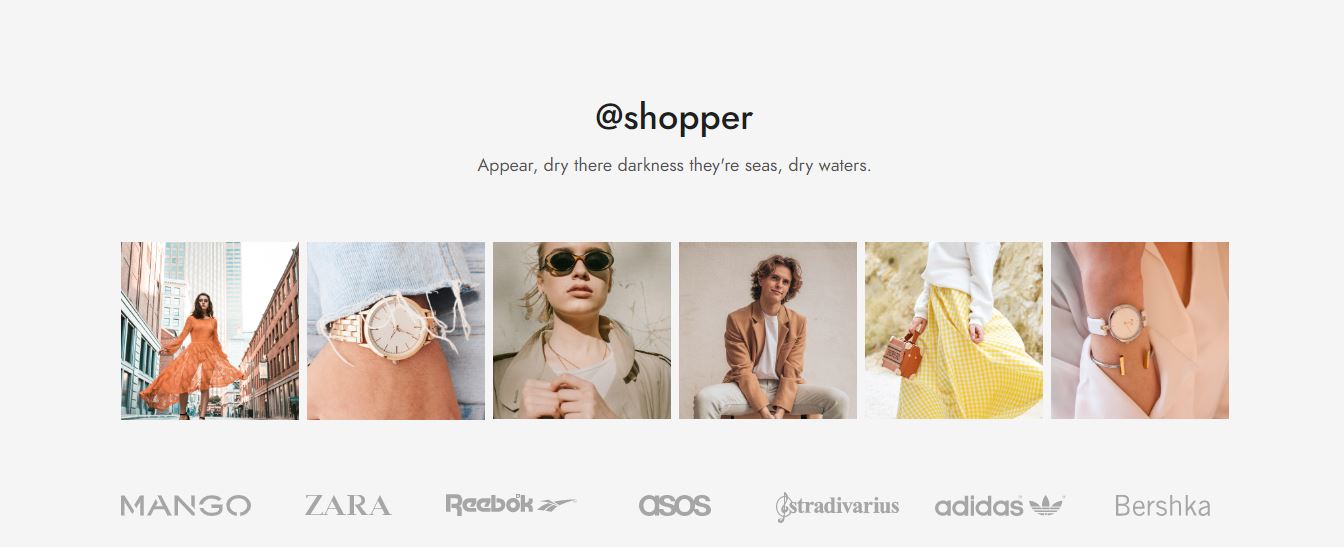 @shopper
Appear, dry there darkness they're seas, dry waters.
MANGO ZARA Reebok asos stradivarius adidas Bershka